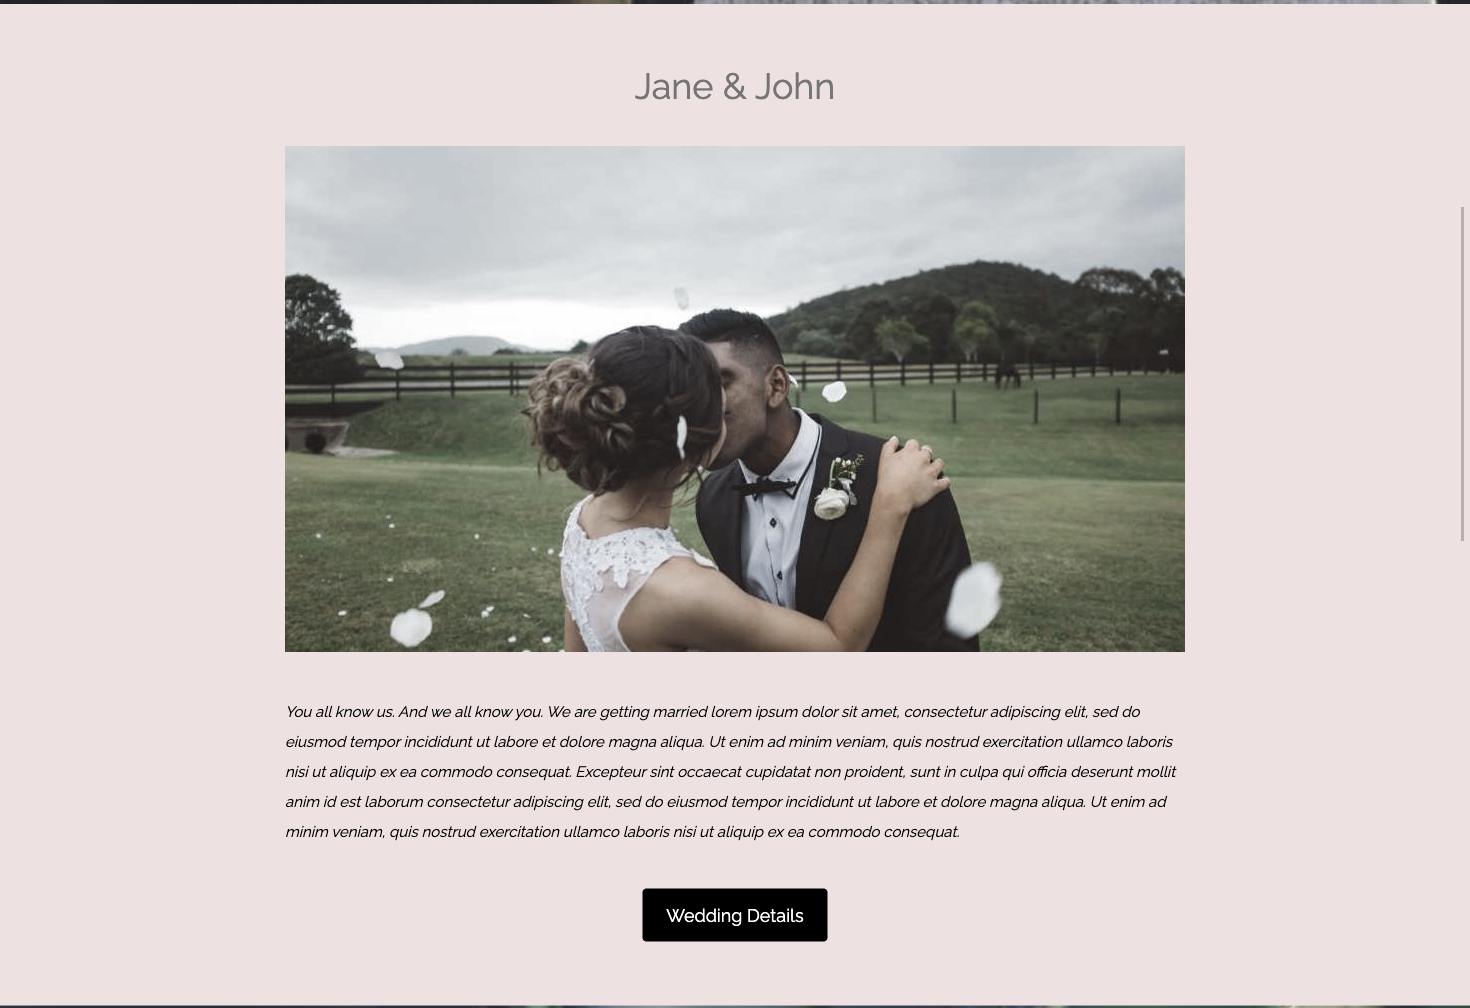 Jane & John
You all know us. And we all know you. We are getting married lorem ipsum dolor sit amet, consectetur adipiscing elit, sed do
eiusmod tempor incididunt ut labore et dolore magna aliqua. Ut enim ad minim veniam, quis nostrud exercitation ullamco laboris
nisi ut aliquip ex ea commodo consequat. Excepteur sint occaecat cupidatat non proident, sunt in culpa qui officia deserunt mollit
anim id est laborum consectetur adipiscing elit, sed do eiusmod tempor incididunt ut labore et dolore magna aliqua. Ut enim ad
minim veniam, quis nostrud exercitation ullamco laboris nisi ut aliquip ex ea commodo consequat.
Wedding Details